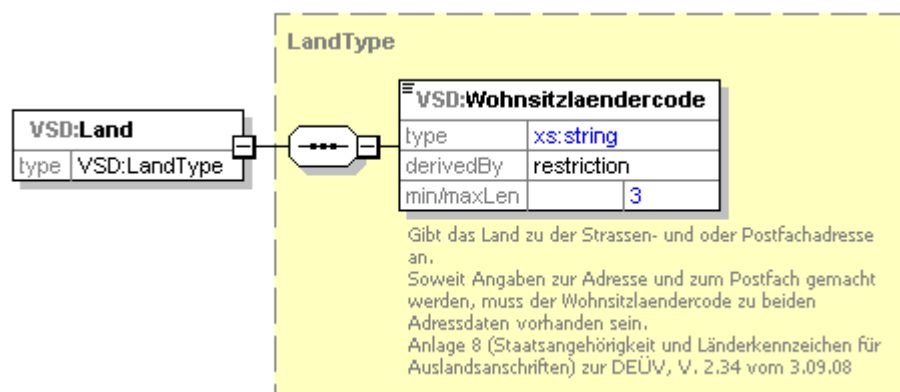 LandType
VSD:Land
type VSD:LandType
VSD:Wohnsitzlaendercode
type xs:string
derivedBy restriction
min/maxLen 3
Gibt das Land zu der Strassen- und oder Postfachadresse
an.
Soweit Angaben zur Adresse und zum Postfach gemacht
werden, muss der Wohnsitzlaendercode zu beiden
Adressdaten vorhanden sein.
Anlage 8 (Staatsangehörigkeit und Länderkennzeichen für
Auslandsanschriften) zur DEÜV, V. 2.34 vom 3.09.08